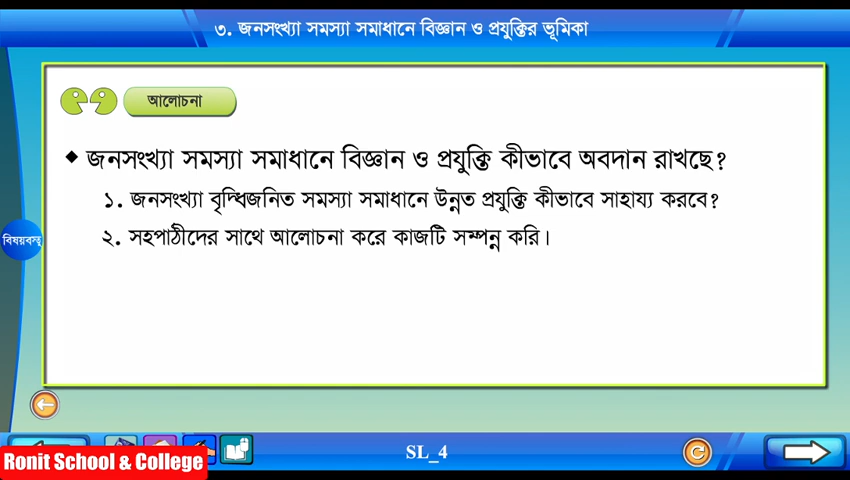 ৩. জনসংখ্যা সমস্যা সমাধানে বিজ্ঞান ও প্রযুক্তির ভূমিকা
আলোচনা
জনসংখ্যা সমস্যা সমাধানে বিজ্ঞান ও প্রযুক্তি কীভাবে অবদান রাখছে?
১. জনসংখ্যা বৃদ্ধিজনিত সমস্যা সমাধানে উন্নত প্রযুক্তি কীভাবে সাহায্য করবে?
২. সহপাঠীদের সাথে আলোচনা করে কাজটি সম্পন্ন করি।
বিষয়বস্তু
SL_4
Ronit School & College